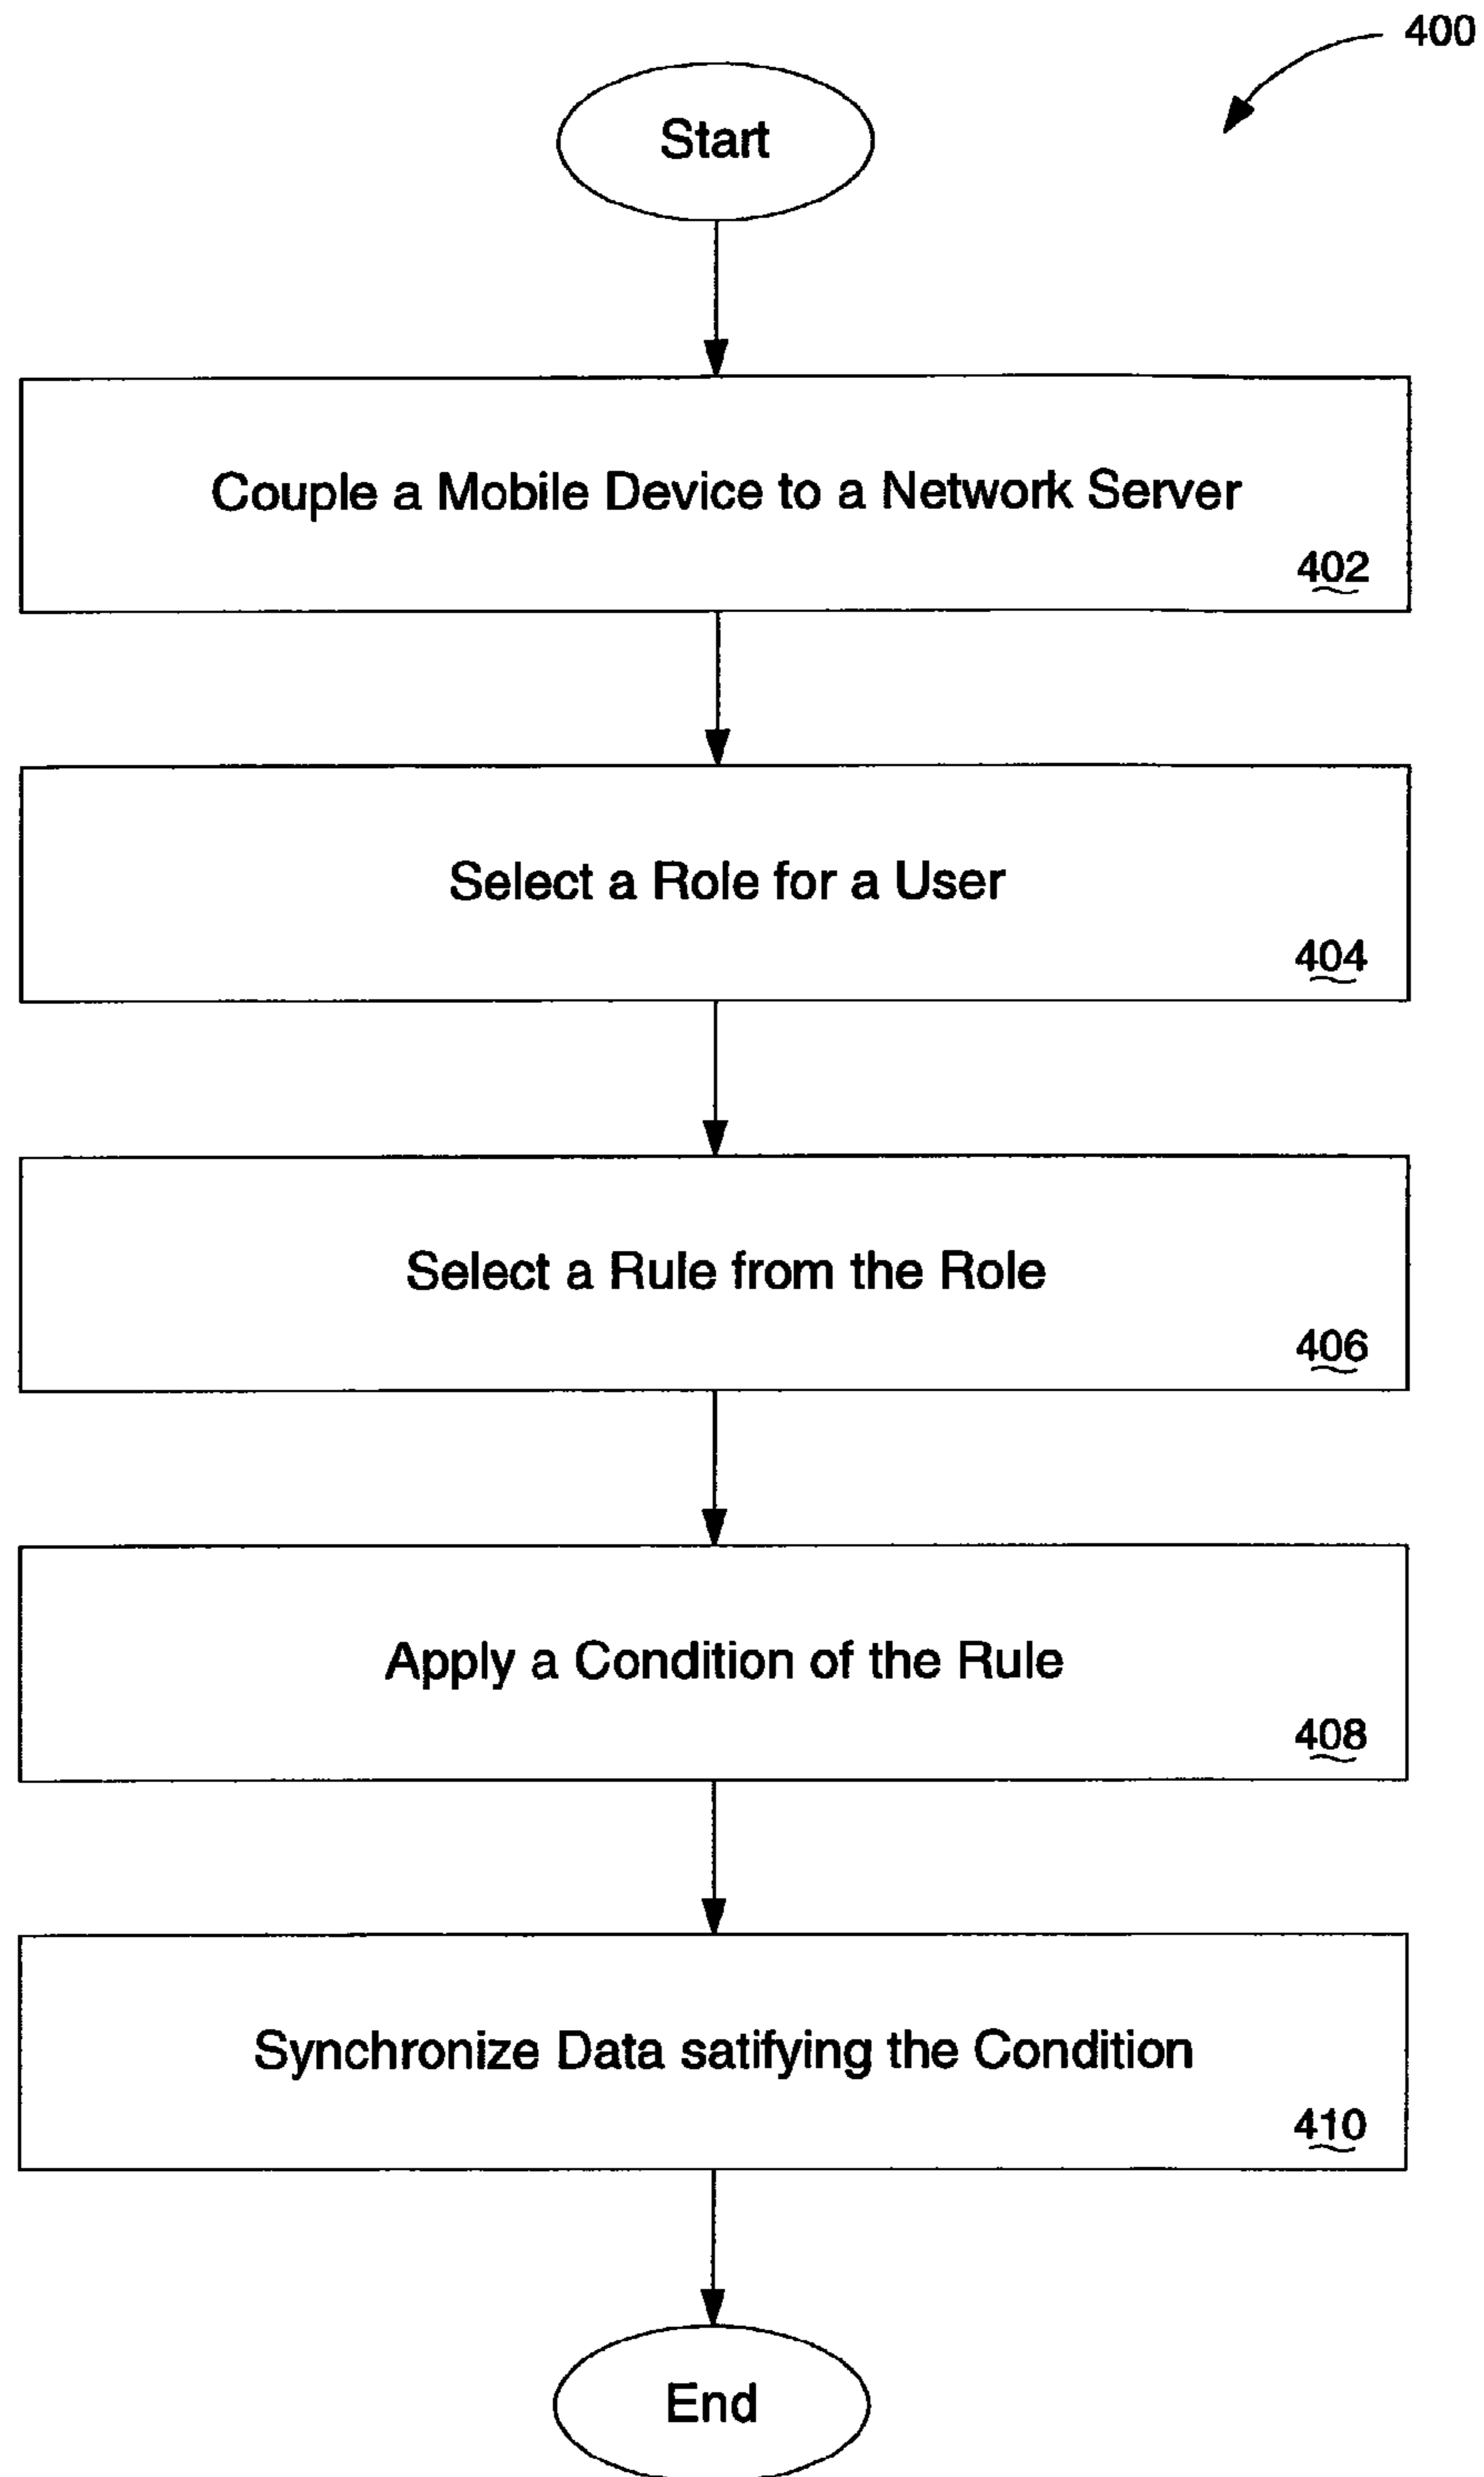 400
Start
Couple a Mobile Device to a Network Server
402
Select a Role for a User
404
Select a Rule from the Role
406
Apply a Condition of the Rule
408
Synchronize Data satifying the Condition
410
End